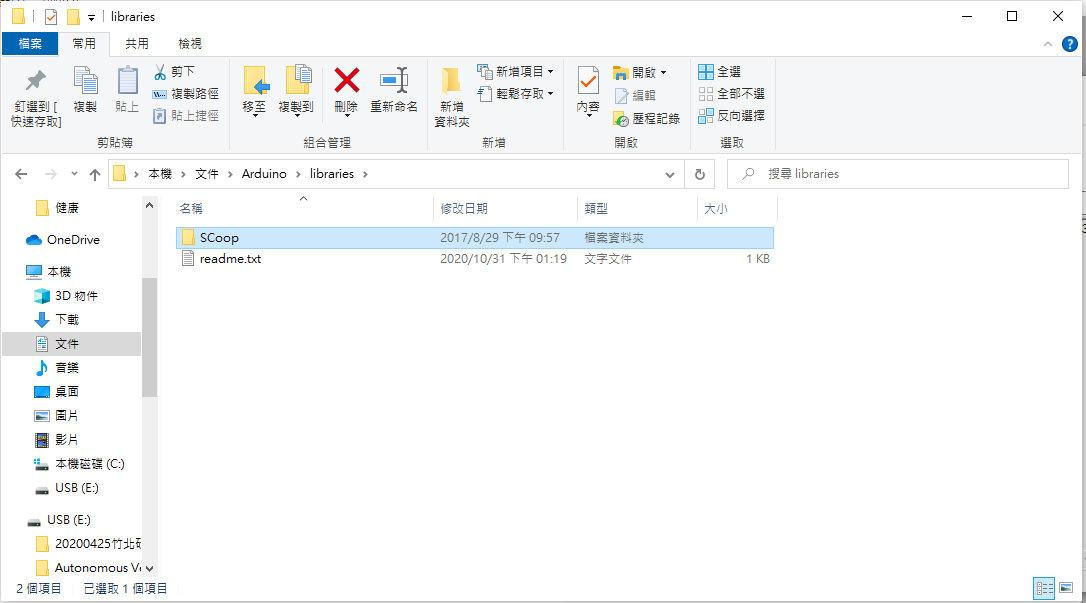 libraries
檔案 常用 共用 檢視
釘選到 [
快速存取]
複製
貼上
剪下
複製路徑
貼上捷徑
剪貼簿
移至
複製到
刪除
重新命名
組合管理
新增
資料夾
新增項目
輕鬆存取
新增
內容
開啟
編輯
歷程記錄
開啟
全選
全部不選
反向選擇
選取
本機 › 文件 › Arduino › libraries ›
搜尋 libraries
名稱 修改日期 類型 大小
SCoop 2017/8/29 下午 09:57 檔案資料夾
readme.txt 2020/10/31 下午 01:19 文字文件 1 KB
健康
OneDrive
本機
3D 物件
下載
文件
音樂
桌面
圖片
影片
本機磁碟 (C:)
USB (E:)
USB (E:)
20200425竹北
Autonomous
2 個項目 已選取 1 個項目